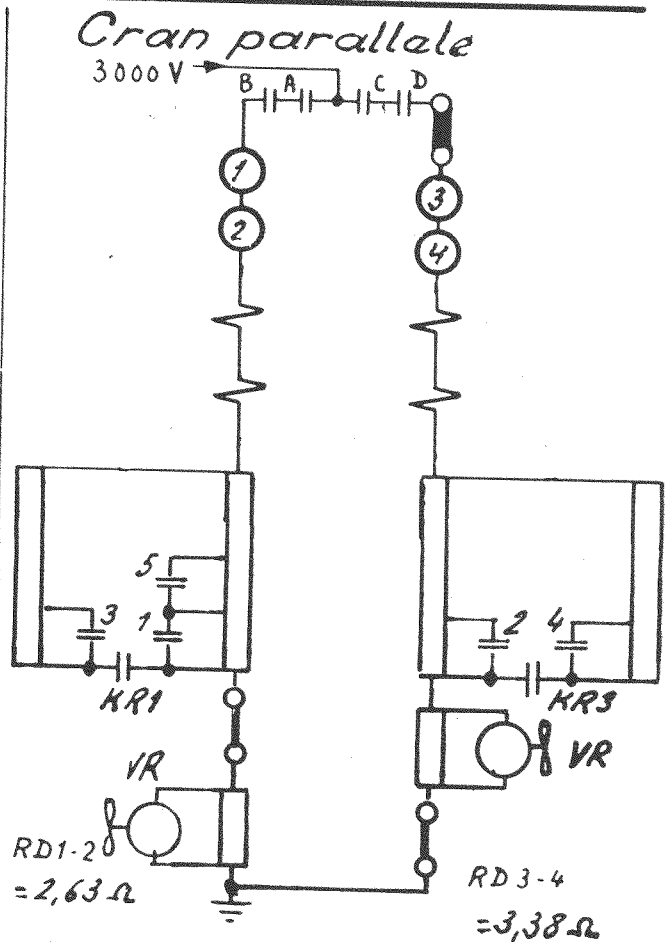 Cran parallele
3000 V
B A C D
1
3
2
4
5
3
1
2
4
KR1
KR3
VR
VR
RD1-2
= 2,63 Ω
RD 3-4
= 3,38 Ω